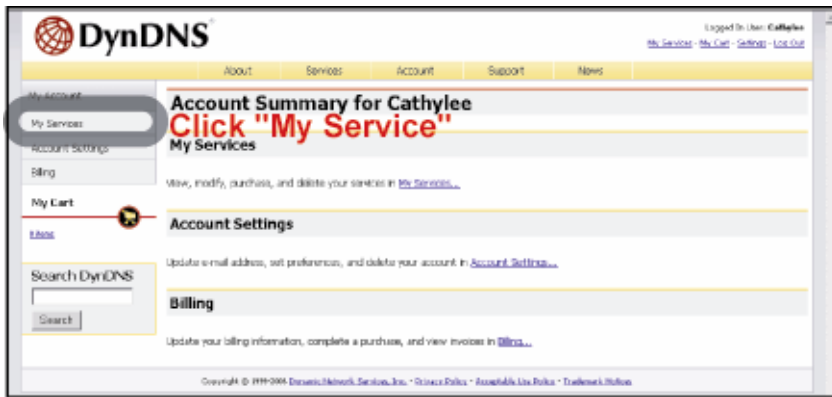 DynDNS
Logged In User: Cathylee
My Services - My Cart - Settings - Log Out
About Services Account Support News
My Account
My Services
Account Settings
Billing
My Cart
0 items
Search DynDNS
Search
Account Summary for Cathylee
Click "My Service"
My Services
View, modify, purchase, and delete your services in My Services...
Account Settings
Update e-mail address, set preferences, and delete your account in Account Settings...
Billing
Update your billing information, complete a purchase, and view invoices in Billing...
Copyright © 1999-2006 Dynamic Network Services, Inc. - Privacy Policy - Acceptable Use Policy - Trademark Notices